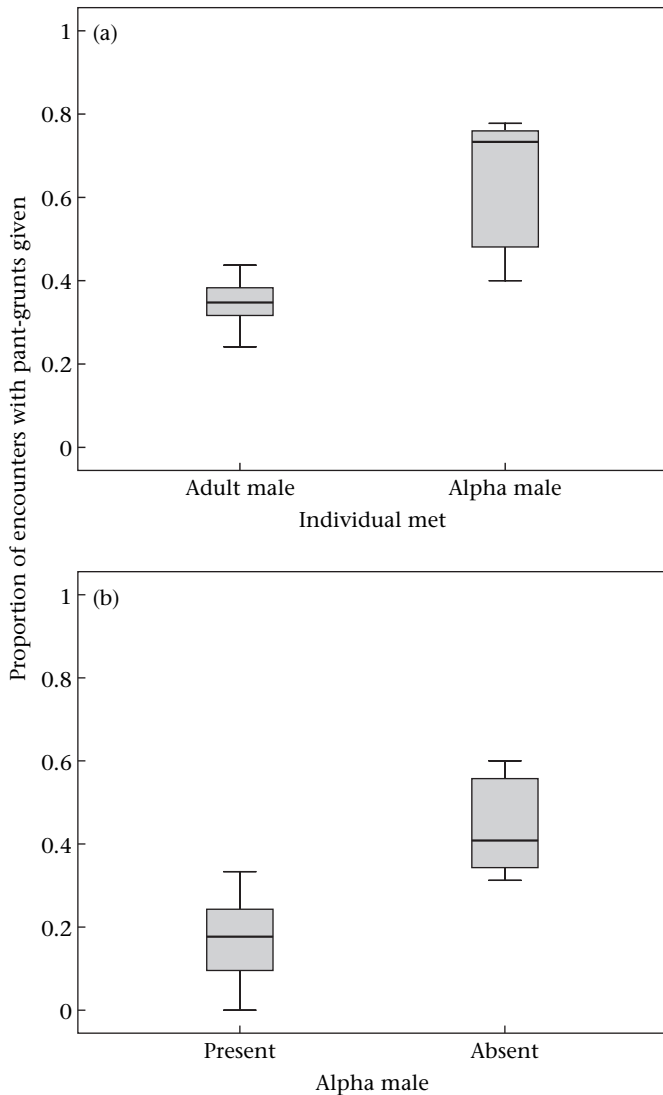 Proportion of encounters with pant-grunts given
(a)
1
0.8
0.6
0.4
0.2
0
Adult male Alpha male
Individual met
(b)
1
0.8
0.6
0.4
0.2
0
Present Absent
Alpha male